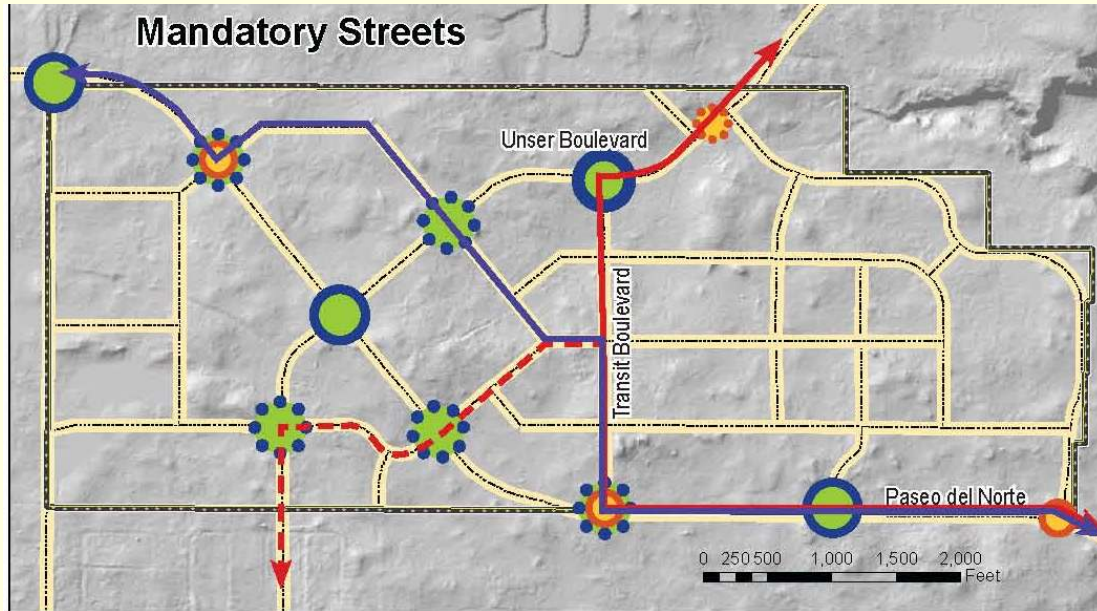 Mandatory Streets
Unser Boulevard
Transit Boulevard
Paseo del Norte
0 250 500 1,000 1,500 2,000
Feet